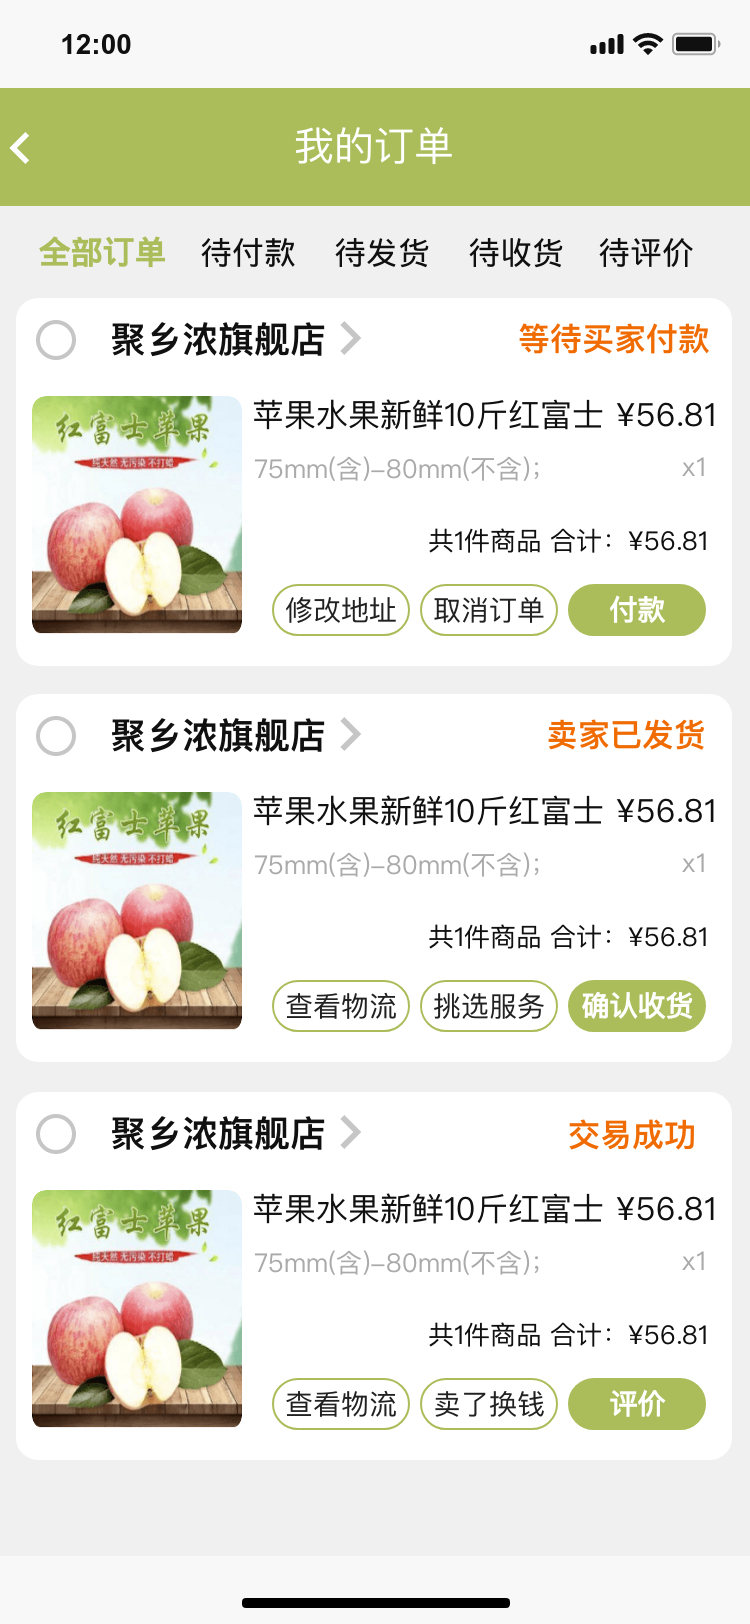 12:00
我的订单
全部订单 待付款 待发货 待收货 待评价
聚乡浓旗舰店 等待买家付款
红富士苹果
纯天然 无污染 不打蜡
苹果水果新鲜10斤红富士 ¥56.81
75mm(含)-80mm(不含); x1
共1件商品 合计：¥56.81
修改地址 取消订单 付款
聚乡浓旗舰店 卖家已发货
红富士苹果
纯天然 无污染 不打蜡
苹果水果新鲜10斤红富士 ¥56.81
75mm(含)-80mm(不含); x1
共1件商品 合计：¥56.81
查看物流 挑选服务 确认收货
聚乡浓旗舰店 交易成功
红富士苹果
纯天然 无污染 不打蜡
苹果水果新鲜10斤红富士 ¥56.81
75mm(含)-80mm(不含); x1
共1件商品 合计：¥56.81
查看物流 卖了换钱 评价